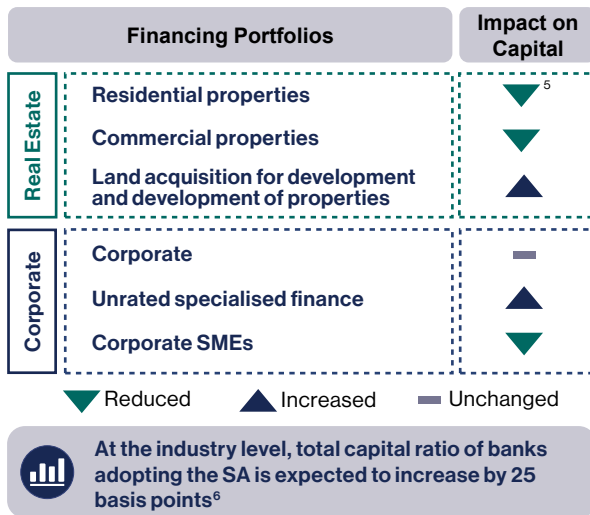 Financing Portfolios
Impact on
Capital
Real Estate
Residential properties
5
Commercial properties
Land acquisition for development
and development of properties
Corporate
Corporate
Unrated specialised finance
Corporate SMEs
Reduced
Increased
Unchanged
At the industry level, total capital ratio of banks
adopting the SA is expected to increase by 25
basis points6